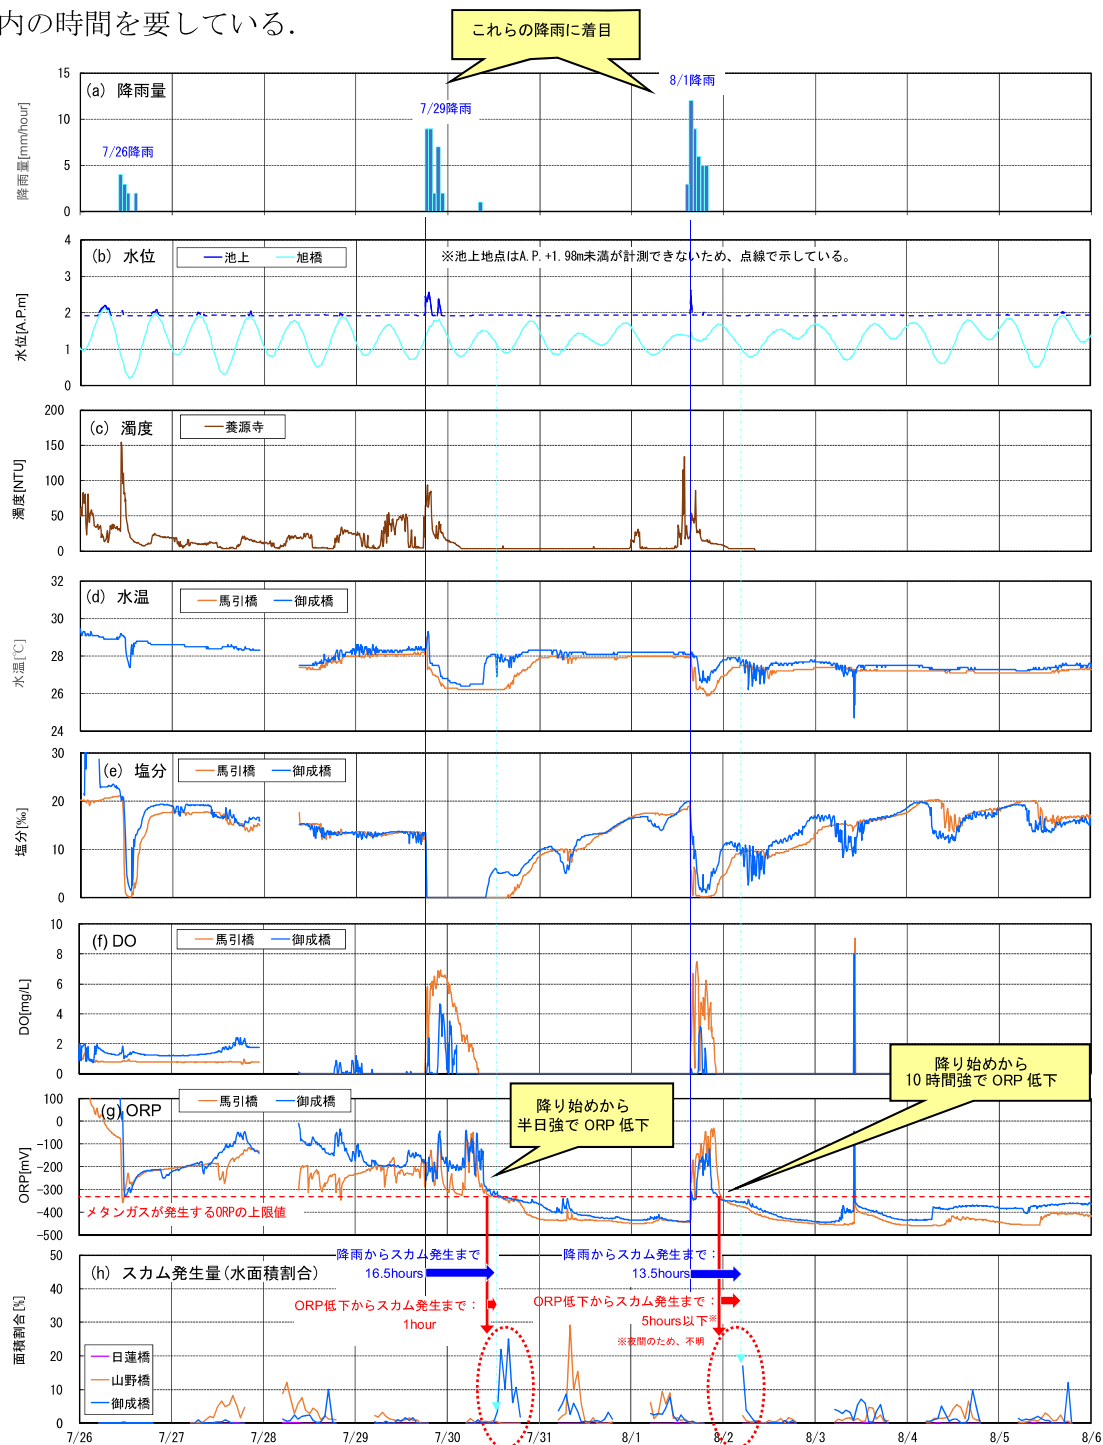 内の時間を要している．
これらの降雨に着目
(a) 降雨量
7/26降雨
7/29降雨
8/1降雨
降雨量[mm/hour]
15
10
5
0
(b) 水位
池上
旭橋
※池上地点はA.P.+1.98m未満が計測できないため、点線で示している。
水位[A.P.m]
4
3
2
1
0
(c) 濁度
養源寺
濁度[NTU]
200
150
100
50
0
(d) 水温
馬引橋
御成橋
水温[℃]
32
30
28
26
24
(e) 塩分
馬引橋
御成橋
塩分[‰]
30
20
10
0
(f) DO
馬引橋
御成橋
DO[mg/L]
10
8
6
4
2
0
(g) ORP
馬引橋
御成橋
降り始めから
半日強で ORP 低下
降り始めから
10 時間強で ORP 低下
ORP[mV]
100
0
-100
-200
-300
-400
-500
メタンガスが発生するORPの上限値
(h) スカム発生量(水面積割合)
降雨からスカム発生まで
16.5hours
ORP低下からスカム発生まで：
1hour
降雨からスカム発生まで：
13.5hours
ORP低下からスカム発生まで：
5hours以下※
※夜間のため、不明
日蓮橋
山野橋
御成橋
面積割合[%]
50
40
30
20
10
0
7/26 7/27 7/28 7/29 7/30 7/31 8/1 8/2 8/3 8/4 8/5 8/6